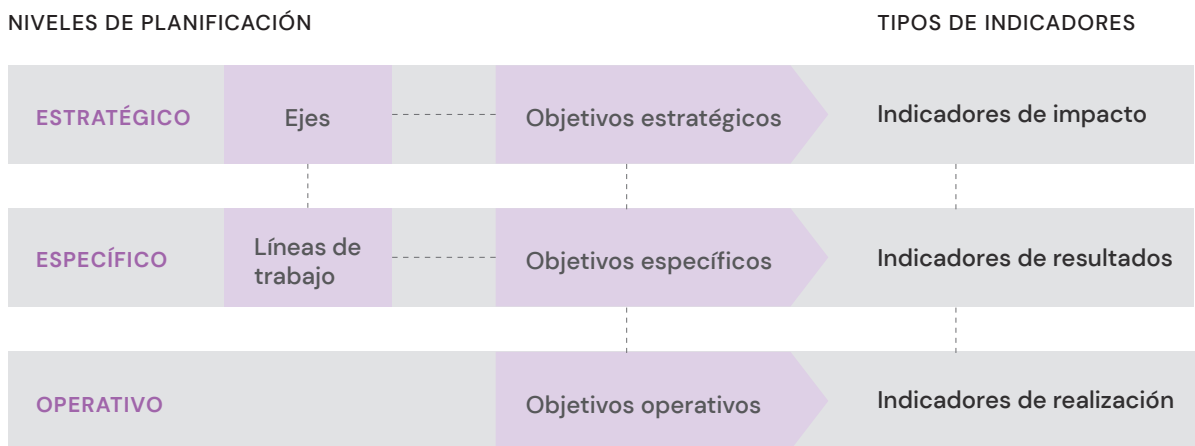 NIVELES DE PLANIFICACIÓN
TIPOS DE INDICADORES
ESTRATÉGICO
Ejes
Objetivos estratégicos
Indicadores de impacto
ESPECÍFICO
Líneas de
trabajo
Objetivos específicos
Indicadores de resultados
OPERATIVO
Objetivos operativos
Indicadores de realización